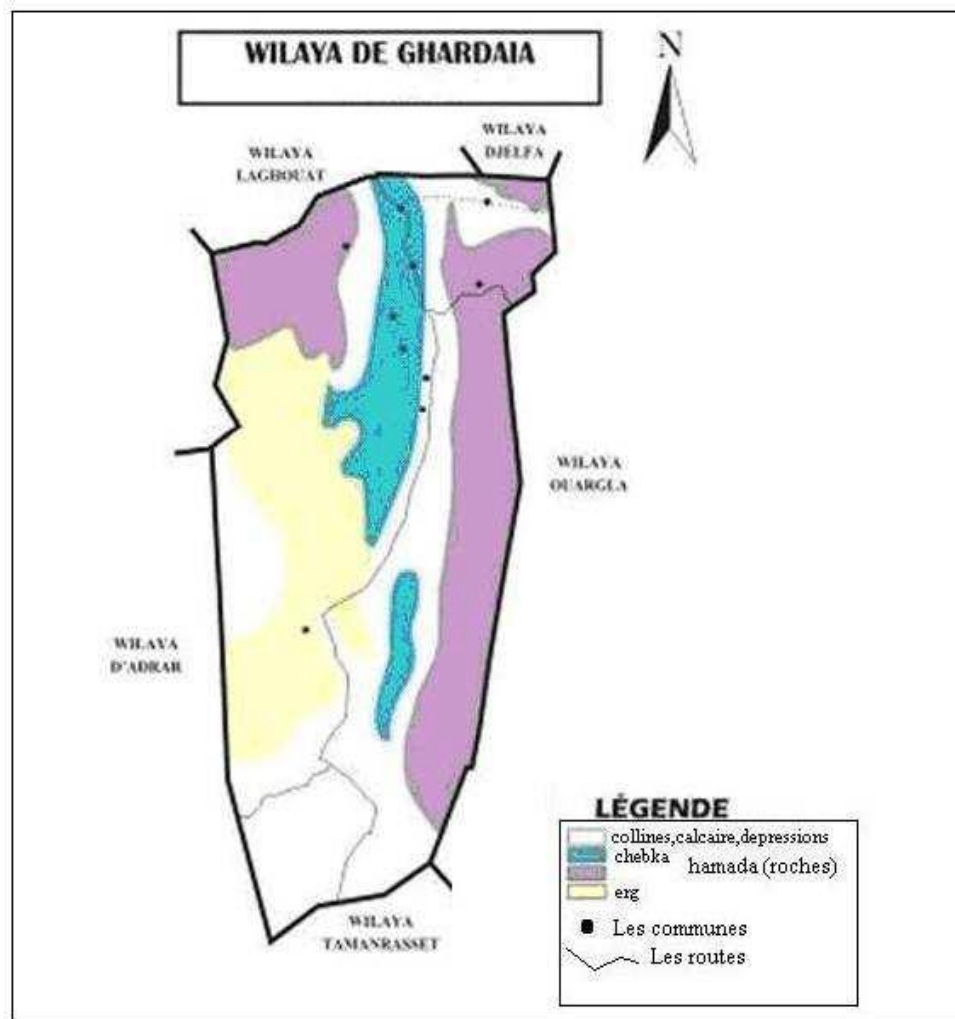 WILAYA DE GHARDAIA
N
WILAYA
DJELFA
WILAYA
LAGHOUAT
WILAYA
OUARGLA
WILAYA
D'ADRAR
WILAYA
TAMANRASSET
LÉGENDE
collines,calcaire,depressions
chebka
hamada (roches)
erg
Les communes
Les routes